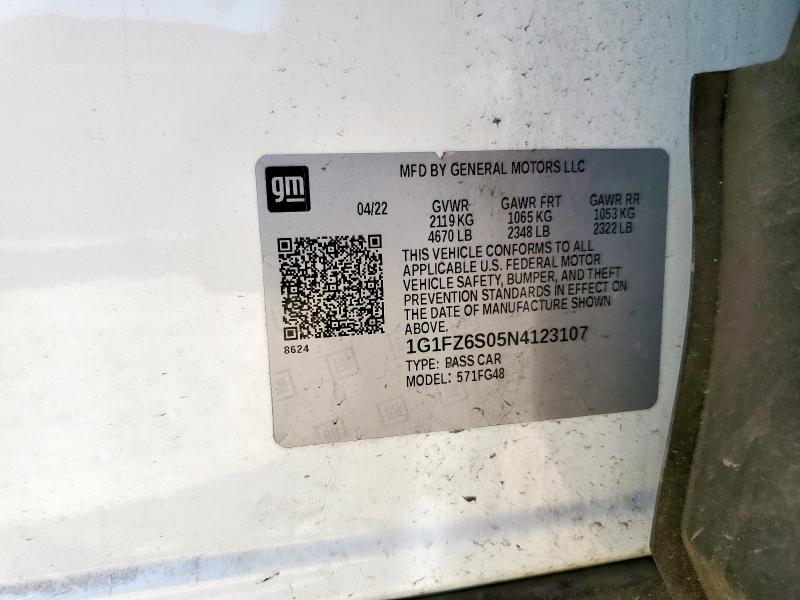 gm
MFD BY GENERAL MOTORS LLC
04/22
GVWR GAWR FRT GAWR RR
2119 KG 1065 KG 1053 KG
4670 LB 2348 LB 2322 LB
THIS VEHICLE CONFORMS TO ALL
APPLICABLE U.S. FEDERAL MOTOR
VEHICLE SAFETY, BUMPER, AND THEFT
PREVENTION STANDARDS IN EFFECT ON
THE DATE OF MANUFACTURE SHOWN
ABOVE.
8624
1G1FZ6S05N4123107
TYPE: PASS CAR
MODEL: 571FG48